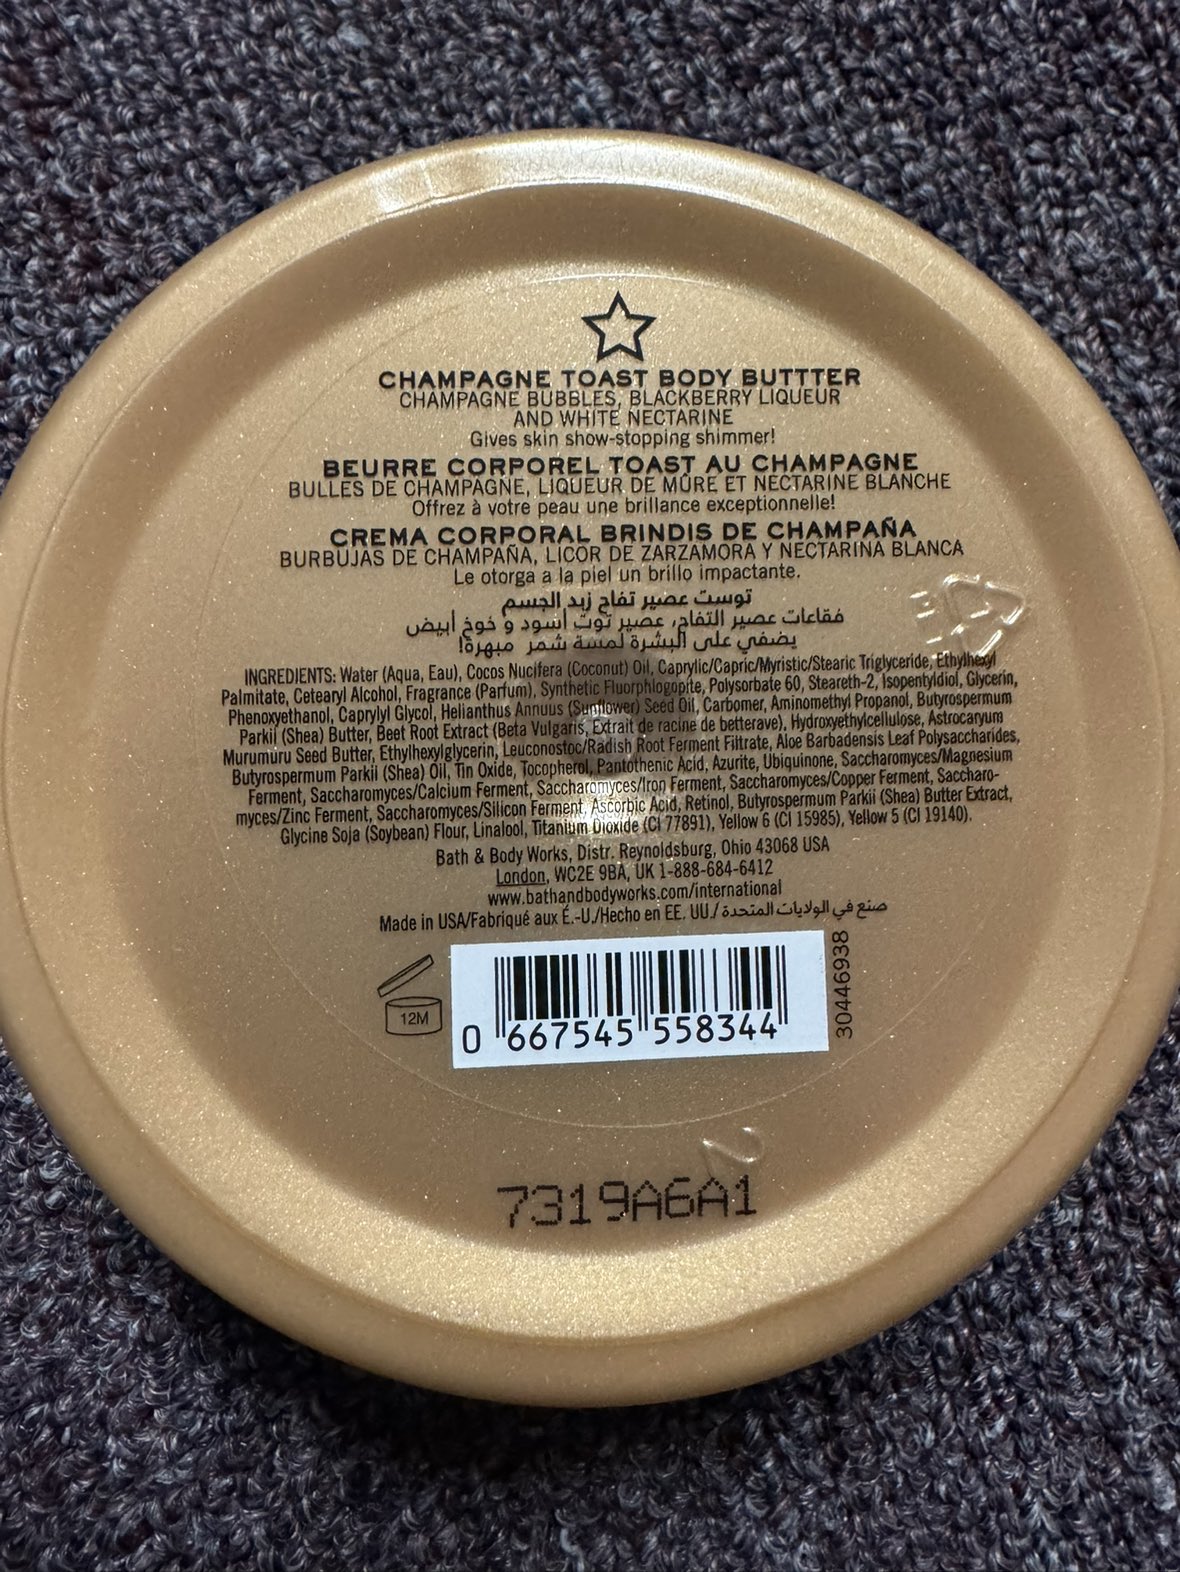 CHAMPAGNE TOAST BODY BUTTTER
CHAMPAGNE BUBBLES, BLACKBERRY LIQUEUR
AND WHITE NECTARINE
Gives skin show-stopping shimmer!
BEURRE CORPOREL TOAST AU CHAMPAGNE
BULLES DE CHAMPAGNE, LIQUEUR DE MÛRE ET NECTARINE BLANCHE
Offrez à votre peau une brillance exceptionnelle!
CREMA CORPORAL BRINDIS DE CHAMPAÑA
BURBUJAS DE CHAMPAÑA, LICOR DE ZARZAMORA Y NECTARINA BLANCA
Le otorga a la piel un brillo impactante.
توست عصير تفاح زبد الجسم
فقاعات عصير التفاح، عصير توت أسود و خوخ أبيض
يضفي على البشرة لمسة شمر مبهرة!
INGREDIENTS: Water (Aqua, Eau), Cocos Nucifera (Coconut) Oil, Caprylic/Capric/Myristic/Stearic Triglyceride, Ethylhexyl
Palmitate, Cetearyl Alcohol, Fragrance (Parfum), Synthetic Fluorphlogopite, Polysorbate 60, Steareth-2, Isopentyldiol, Glycerin,
Phenoxyethanol, Caprylyl Glycol, Helianthus Annuus (Sunflower) Seed Oil, Carbomer, Aminomethyl Propanol, Butyrospermum
Parkii (Shea) Butter, Beet Root Extract (Beta Vulgaris, Extrait de racine de betterave), Hydroxyethylcellulose, Astrocaryum
Murumuru Seed Butter, Ethylhexylglycerin, Leuconostoc/Radish Root Ferment Filtrate, Aloe Barbadensis Leaf Polysaccharides,
Butyrospermum Parkii (Shea) Oil, Tin Oxide, Tocopherol, Pantothenic Acid, Azurite, Ubiquinone, Saccharomyces/Magnesium
Ferment, Saccharomyces/Calcium Ferment, Saccharomyces/Iron Ferment, Saccharomyces/Copper Ferment, Saccharo-
myces/Zinc Ferment, Saccharomyces/Silicon Ferment, Ascorbic Acid, Retinol, Butyrospermum Parkii (Shea) Butter Extract,
Glycine Soja (Soybean) Flour, Linalool, Titanium Dioxide (CI 77891), Yellow 6 (CI 15985), Yellow 5 (CI 19140).
Bath & Body Works, Distr. Reynoldsburg, Ohio 43068 USA
London, WC2E 9BA, UK 1-888-684-6412
www.bathandbodyworks.com/international
Made in USA/Fabriqué aux É.-U./Hecho en EE. UU./ صنع في الولايات المتحدة
12M
0 667545 558344
30446938
7319A6A1